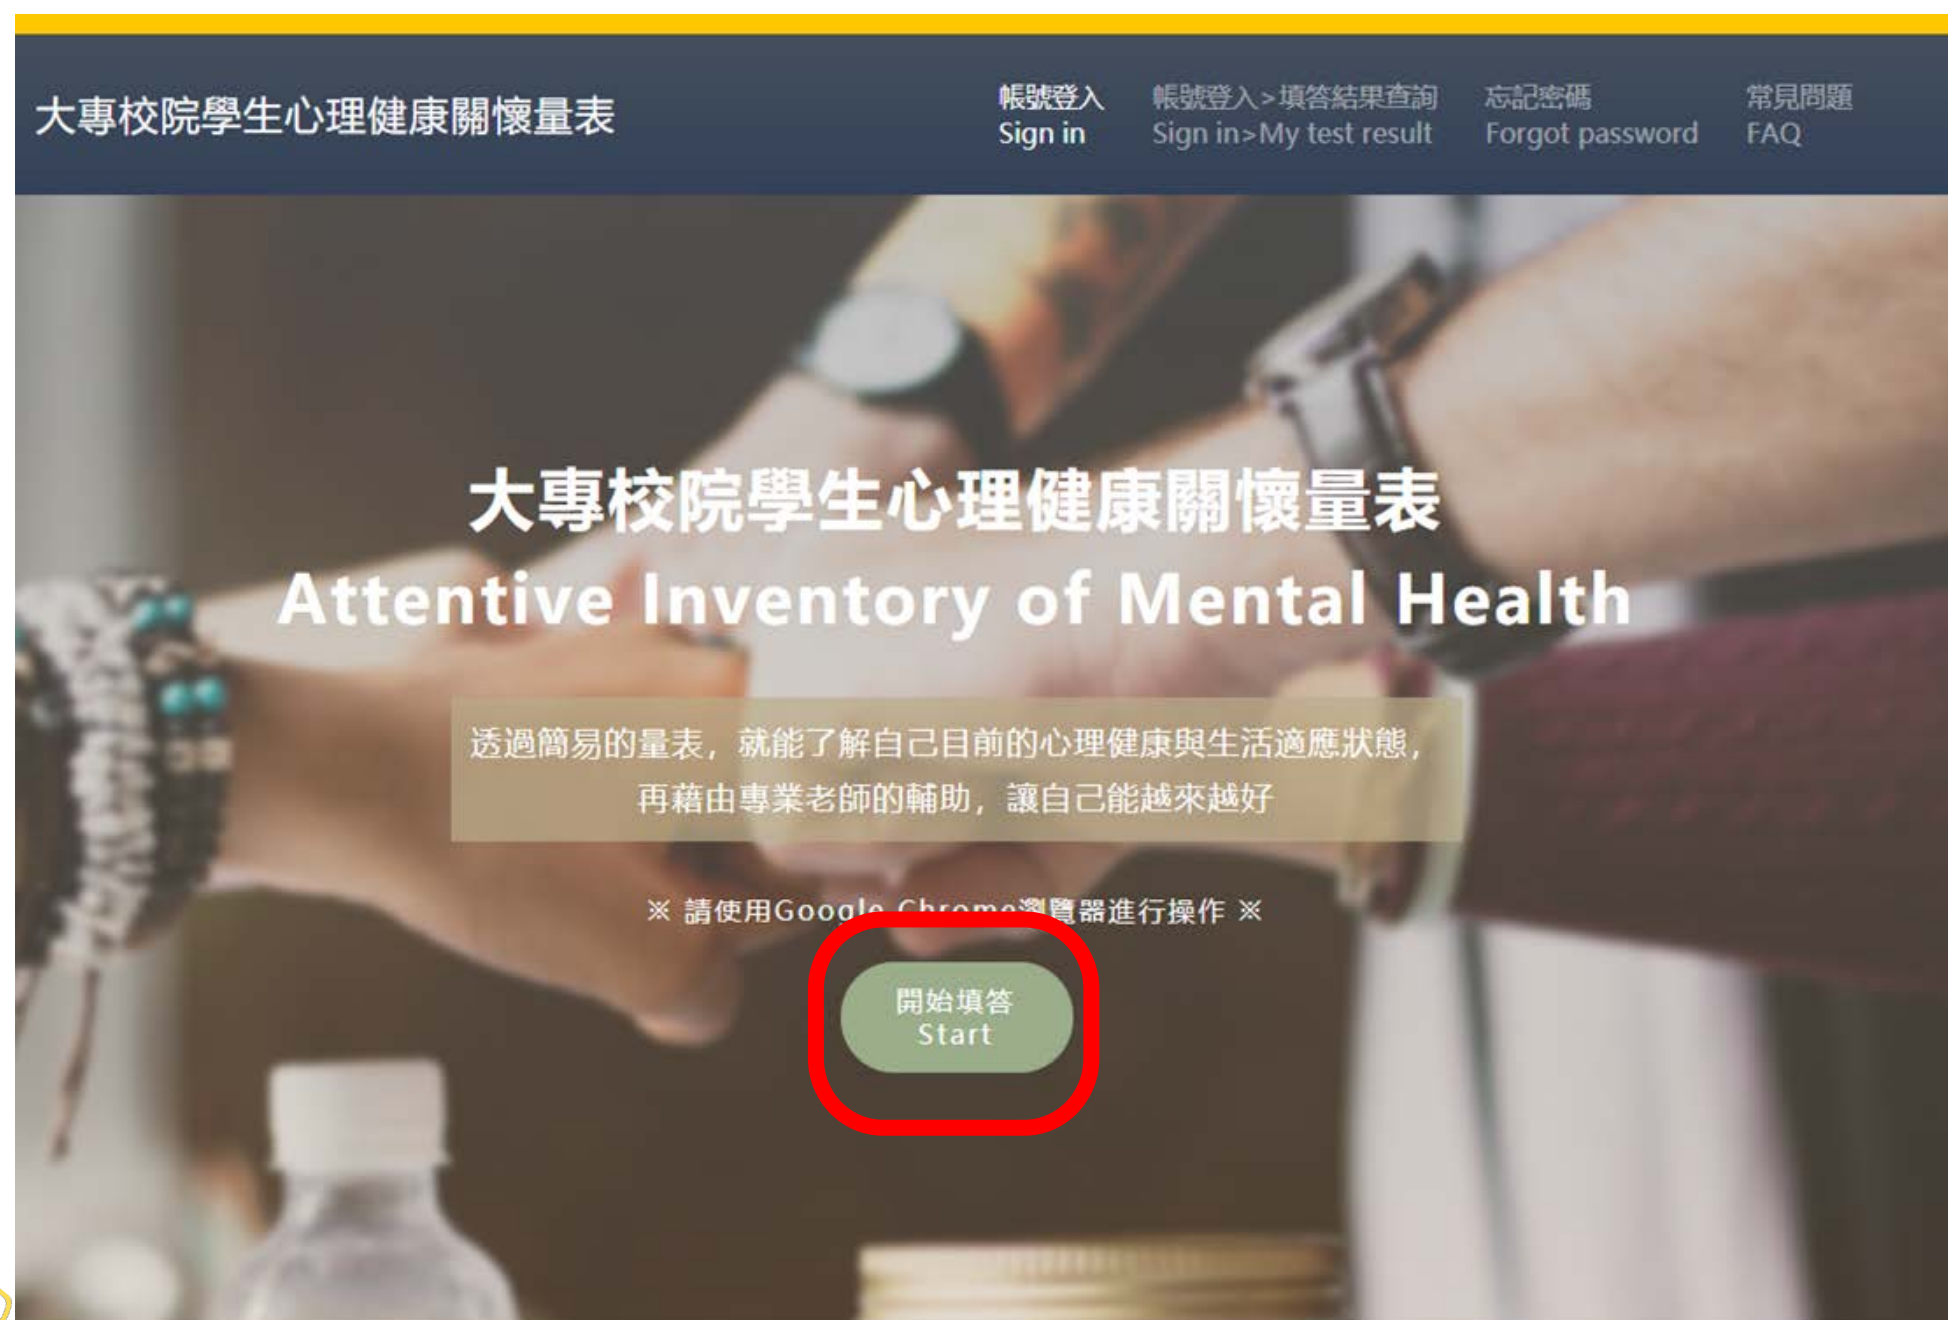 大專校院學生心理健康關懷量表
帳號登入
Sign in
帳號登入>填答結果查詢
Sign in>My test result
忘記密碼
Forgot password
常見問題
FAQ
大專校院學生心理健康關懷量表
Attentive Inventory of Mental Health
透過簡易的量表，就能了解自己目前的心理健康與生活適應狀態，
再藉由專業老師的輔助，讓自己能越來越好
※ 請使用Google Chrome瀏覽器進行操作 ※
開始填答
Start